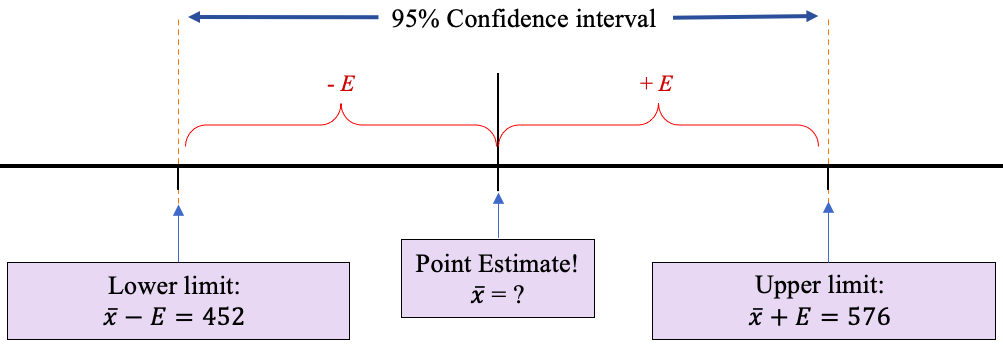 95% Confidence interval
- E
+ E
Lower limit:
x̄ − E = 452
Point Estimate!
x̄ = ?
Upper limit:
x̄ + E = 576